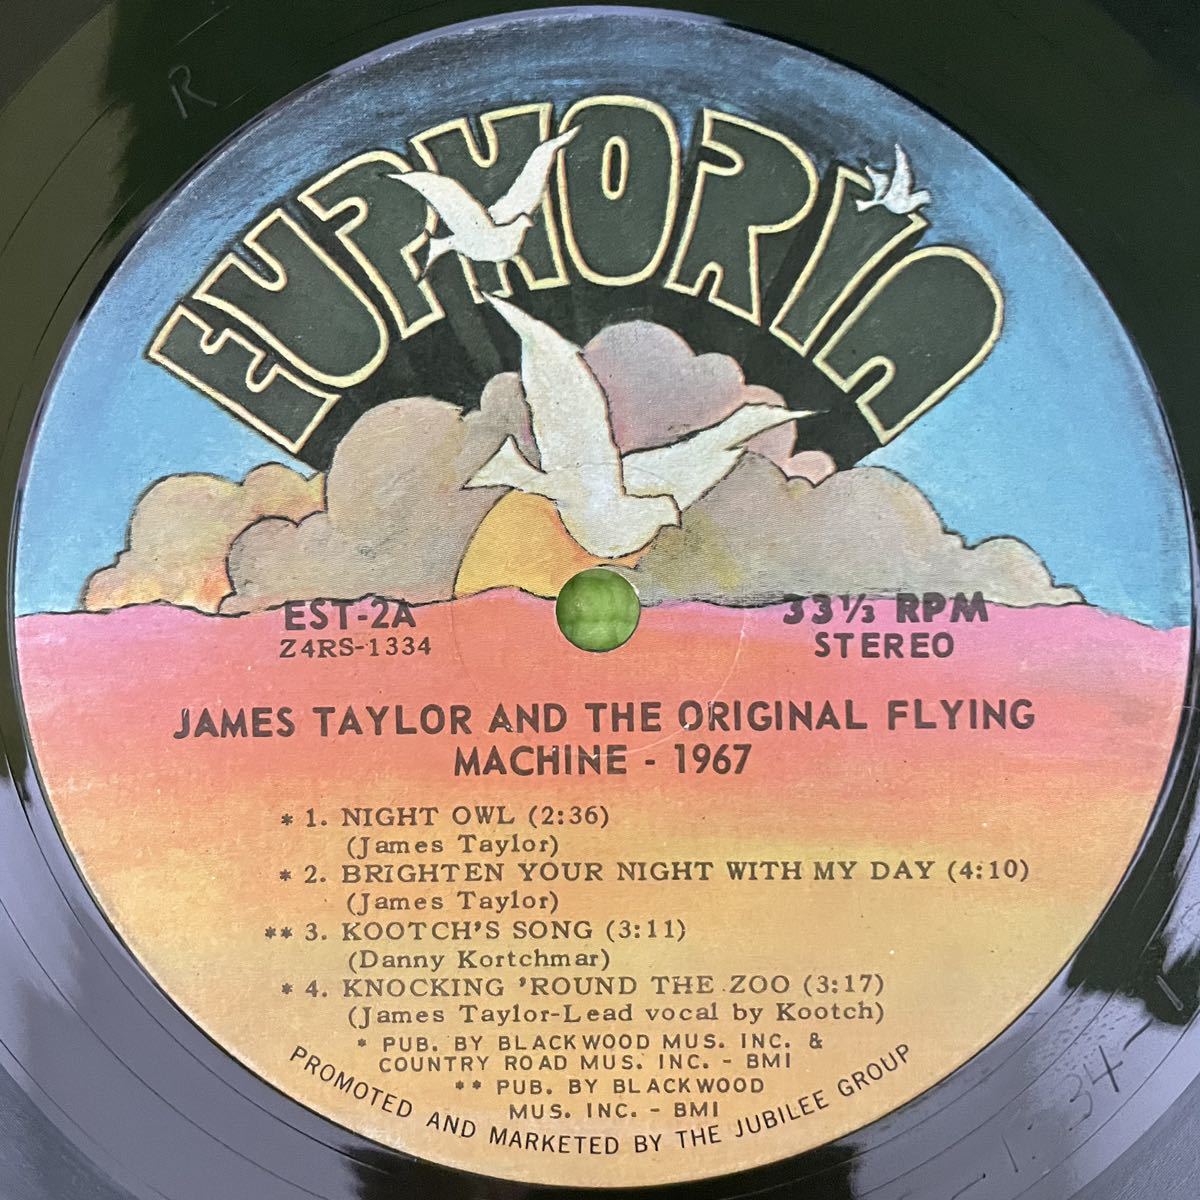 R
EUPHORIA
EST-2A
Z4RS-1334
33 1/3 RPM
STEREO
JAMES TAYLOR AND THE ORIGINAL FLYING
MACHINE - 1967
* 1. NIGHT OWL (2:36)
(James Taylor)
* 2. BRIGHTEN YOUR NIGHT WITH MY DAY (4:10)
(James Taylor)
** 3. KOOTCH'S SONG (3:11)
(Danny Kortchmar)
* 4. KNOCKING 'ROUND THE ZOO (3:17)
(James Taylor-Lead vocal by Kootch)
* PUB. BY BLACKWOOD MUS. INC. &
COUNTRY ROAD MUS. INC. - BMI
** PUB. BY BLACKWOOD
MUS. INC. - BMI
PROMOTED AND MARKETED BY THE JUBILEE GROUP